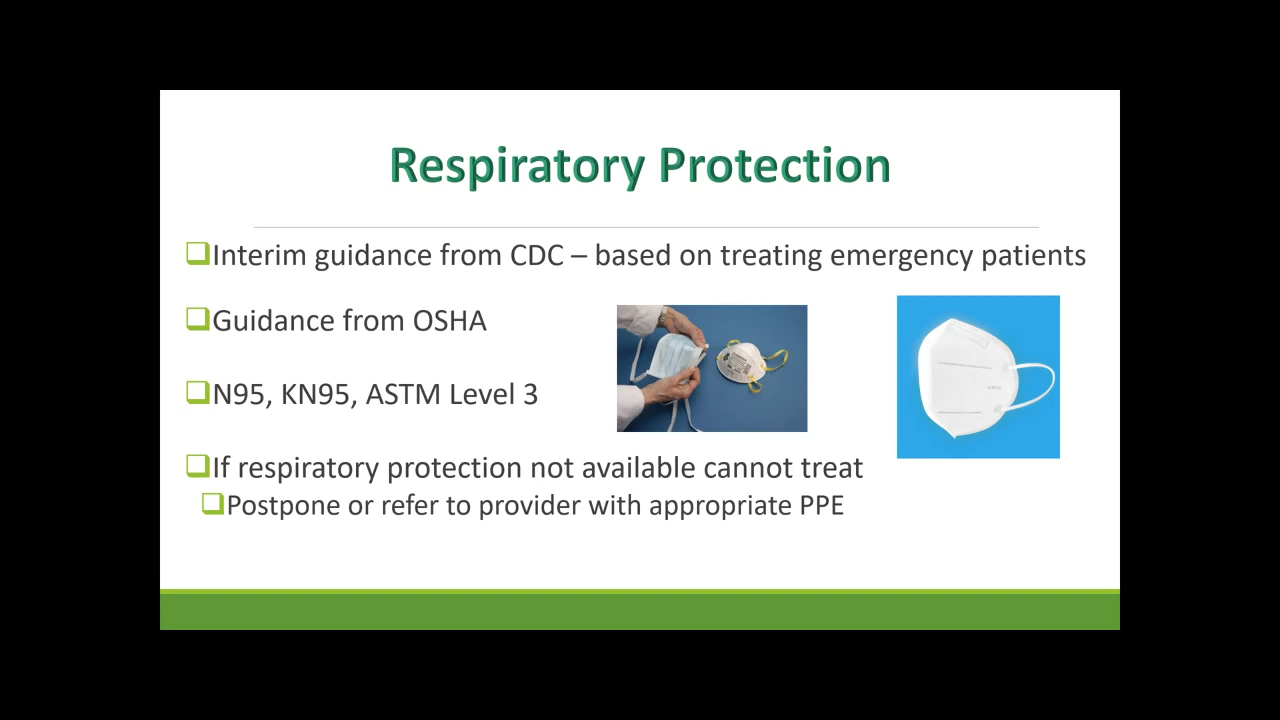 Respiratory Protection
Interim guidance from CDC – based on treating emergency patients
Guidance from OSHA
N95, KN95, ASTM Level 3
If respiratory protection not available cannot treat
Postpone or refer to provider with appropriate PPE